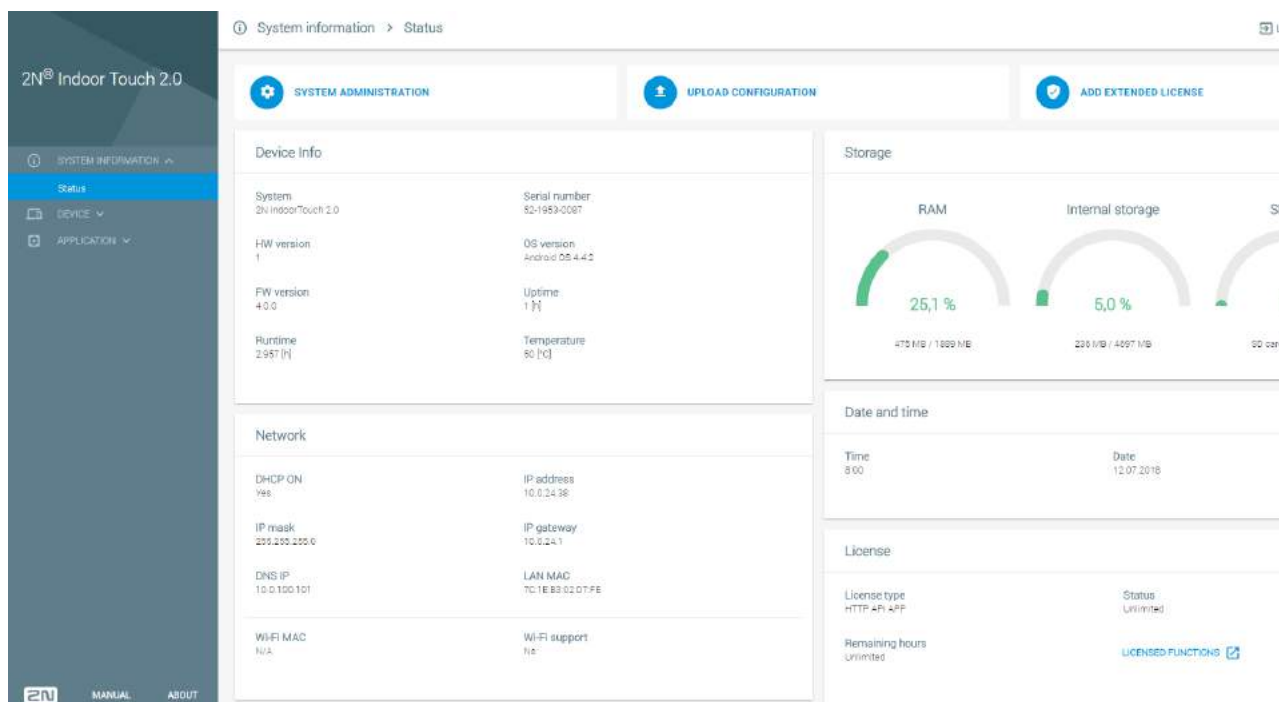 System information > Status
2N® Indoor Touch 2.0
SYSTEM INFORMATION
Status
DEVICE
APPLICATION
2N
MANUAL
ABOUT
SYSTEM ADMINISTRATION
UPLOAD CONFIGURATION
ADD EXTENDED LICENSE
Device Info
System
2N IndoorTouch 2.0
Serial number
52-1953-0087
HW version
1
OS version
Android OS 4.4.2
FW version
4.0.0
Uptime
1 [h]
Runtime
2,957 [h]
Temperature
60 [°C]
Network
DHCP ON
Yes
IP address
10.0.24.38
IP mask
255.255.255.0
IP gateway
10.0.24.1
DNS IP
10.0.100.101
LAN MAC
7C:1E:B3:02:D7:FE
Wi-Fi MAC
N/A
Wi-Fi support
No
Storage
RAM
25,1 %
475 MB / 1889 MB
Internal storage
5,0 %
236 MB / 4697 MB
Date and time
Time
8:00
Date
12.07.2018
License
License type
HTTP API APP
Status
Unlimited
Remaining hours
Unlimited
LICENSED FUNCTIONS